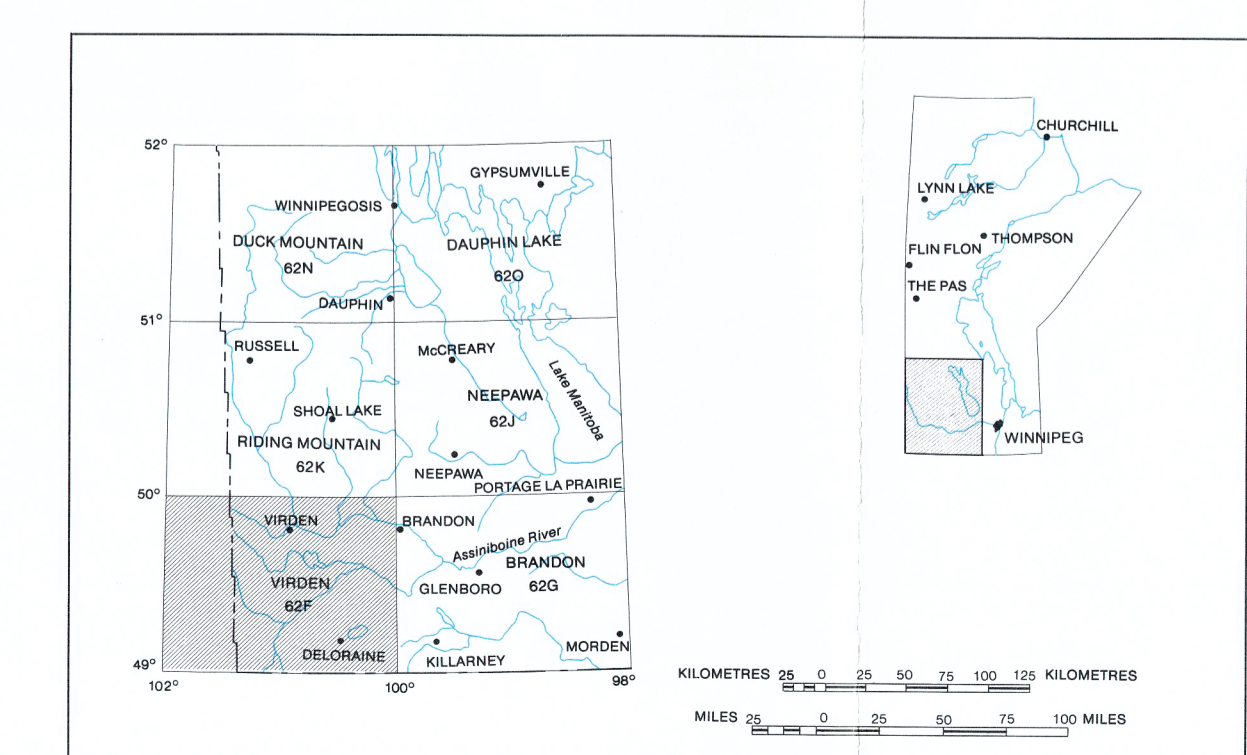 CHURCHILL
52°
GYPSUMVILLE
LYNN LAKE
WINNIPEGOSIS
DUCK MOUNTAIN
62N
DAUPHIN LAKE
62O
THOMPSON
FLIN FLON
THE PAS
DAUPHIN
51°
RUSSELL
McCREARY
Lake Manitoba
NEEPAWA
62J
SHOAL LAKE
RIDING MOUNTAIN
62K
WINNIPEG
NEEPAWA
PORTAGE LA PRAIRIE
50°
VIRDEN
BRANDON
Assiniboine River
BRANDON
62G
VIRDEN
62F
GLENBORO
DELORAINE
KILLARNEY
MORDEN
49°
102°
100°
98°
KILOMETRES 25 0 25 50 75 100 125 KILOMETRES
MILES 25 0 25 50 75 100 MILES